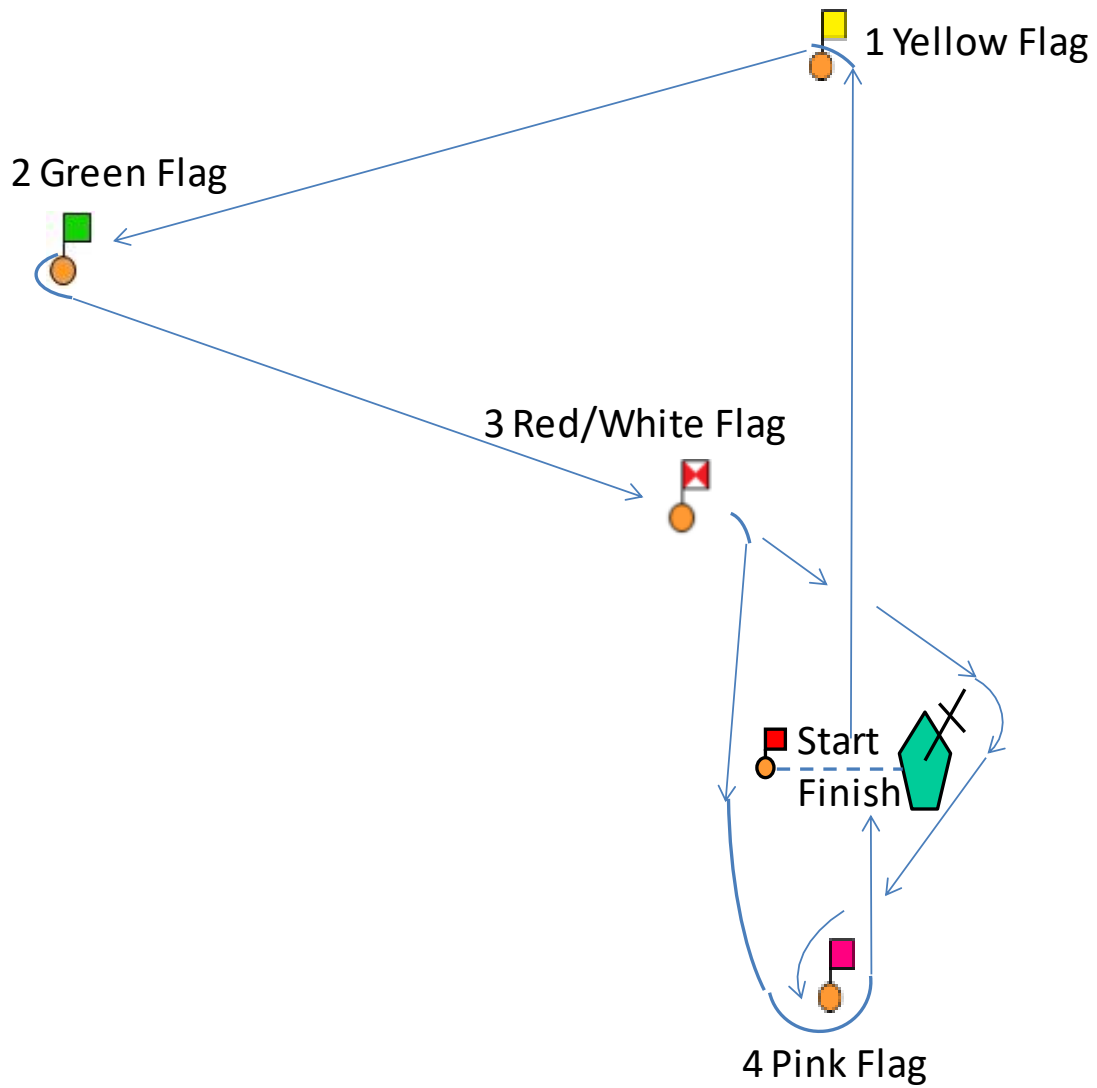 1 Yellow Flag
2 Green Flag
3 Red/White Flag
Start
Finish
4 Pink Flag